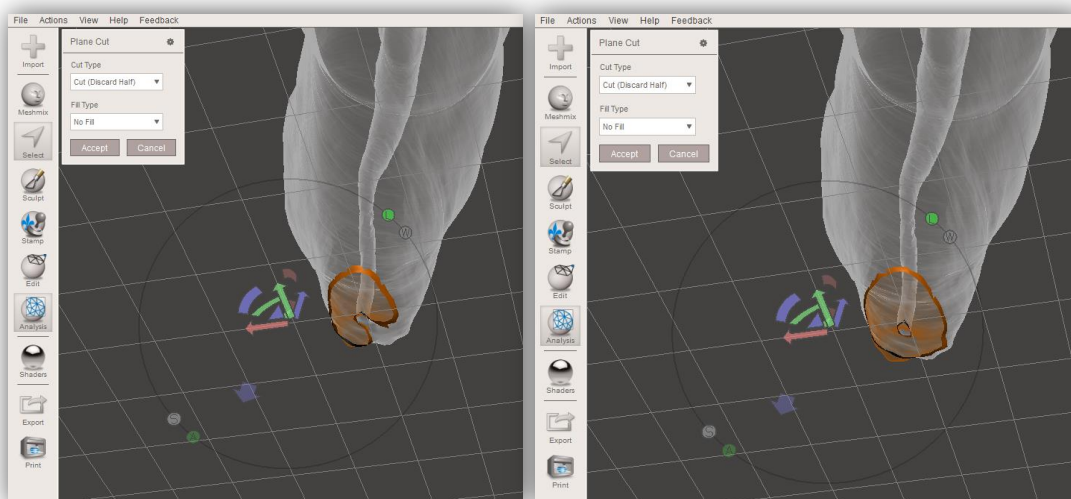 File Actions View Help Feedback
Import
Meshmix
Select
Sculpt
Stamp
Edit
Analysis
Shaders
Export
Print
Plane Cut
Cut Type
Cut (Discard Half)
Fill Type
No Fill
Accept Cancel
L
W
S
A
File Actions View Help Feedback
Import
Meshmix
Select
Sculpt
Stamp
Edit
Analysis
Shaders
Export
Print
Plane Cut
Cut Type
Cut (Discard Half)
Fill Type
No Fill
Accept Cancel
L
W
S
A